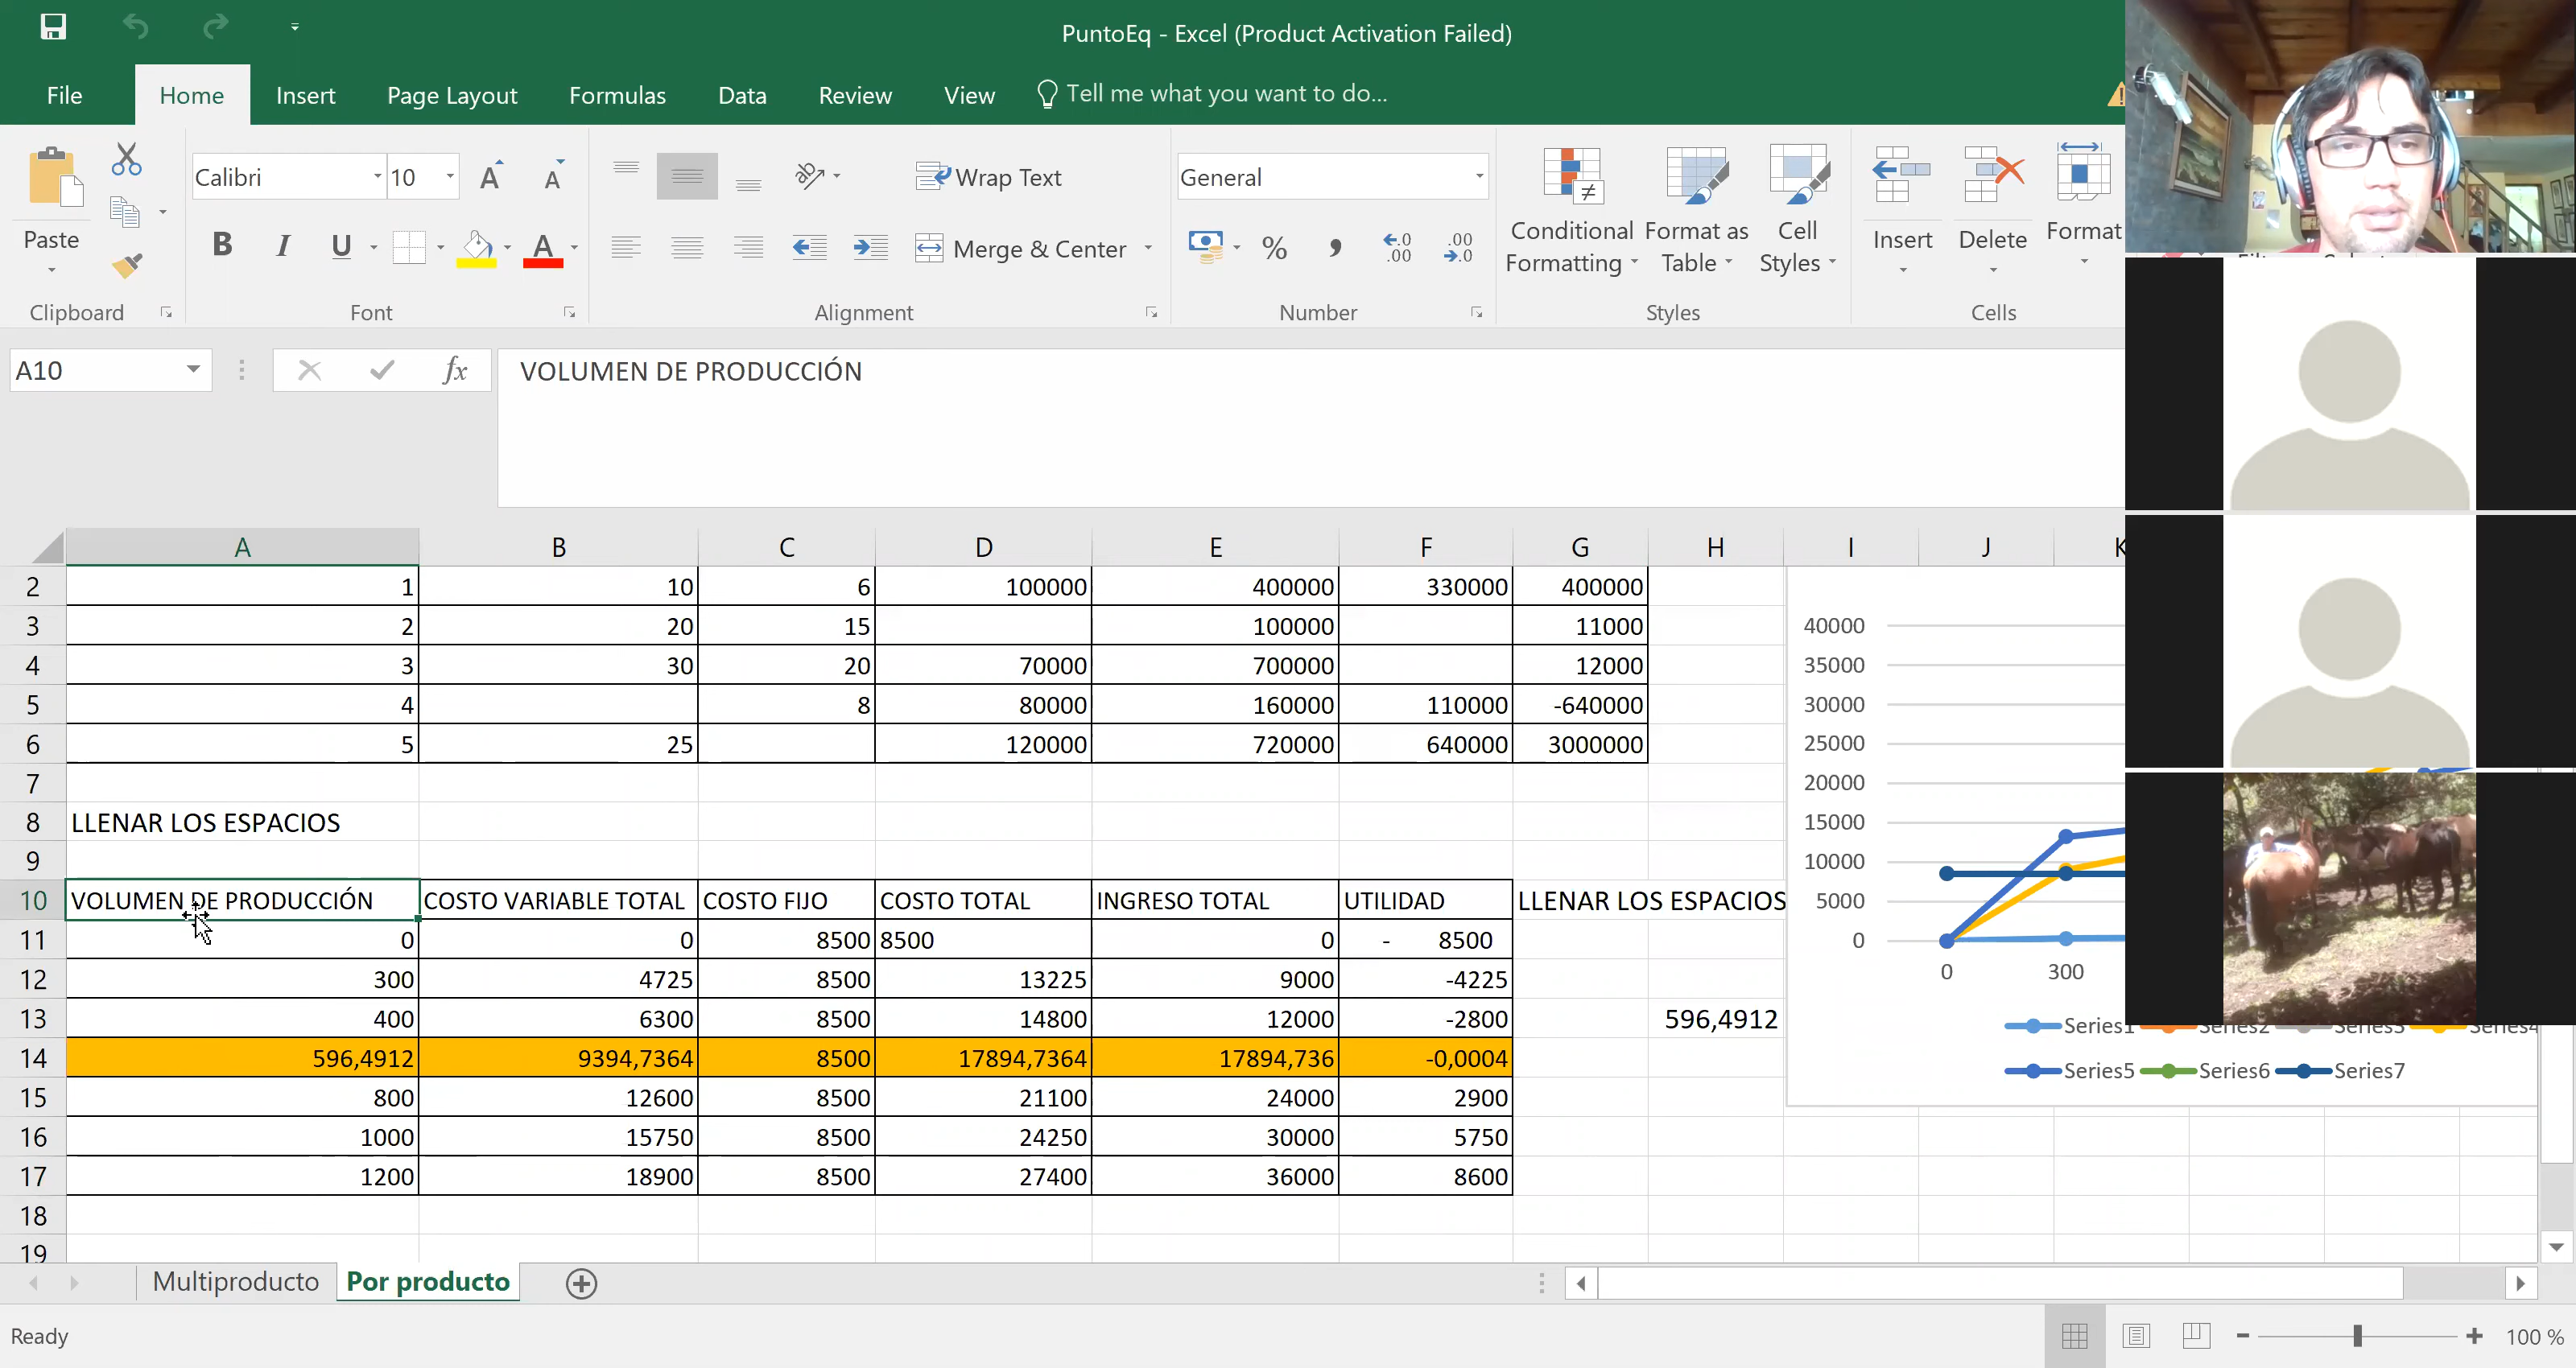 PuntoEq - Excel (Product Activation Failed)
File Home Insert Page Layout Formulas Data Review View Tell me what you want to do...
Paste
Clipboard
Calibri 10
B I U A
Font
Wrap Text
Merge & Center
Alignment
General
% , ,0 ,00
Number
Conditional Formatting
Format as Table
Cell Styles
Styles
Insert Delete Format
Cells
A10 fx VOLUMEN DE PRODUCCIÓN
A B C D E F G H I J K
2 1 10 6 100000 400000 330000 400000
3 2 20 15 100000 11000
4 3 30 20 70000 700000 12000
5 4 8 80000 160000 110000 -640000
6 5 25 120000 720000 640000 3000000
7
8 LLENAR LOS ESPACIOS
9
10 VOLUMEN DE PRODUCCIÓN COSTO VARIABLE TOTAL COSTO FIJO COSTO TOTAL INGRESO TOTAL UTILIDAD LLENAR LOS ESPACIOS
11 0 0 8500 8500 0 - 8500
12 300 4725 8500 13225 9000 -4225
13 400 6300 8500 14800 12000 -2800 596,4912
14 596,4912 9394,7364 8500 17894,7364 17894,736 -0,0004
15 800 12600 8500 21100 24000 2900
16 1000 15750 8500 24250 30000 5750
17 1200 18900 8500 27400 36000 8600
18
19
40000
35000
30000
25000
20000
15000
10000
5000
0
0 300
Series1 Series2 Series3 Series4
Series5 Series6 Series7
Multiproducto Por producto
Ready 100 %